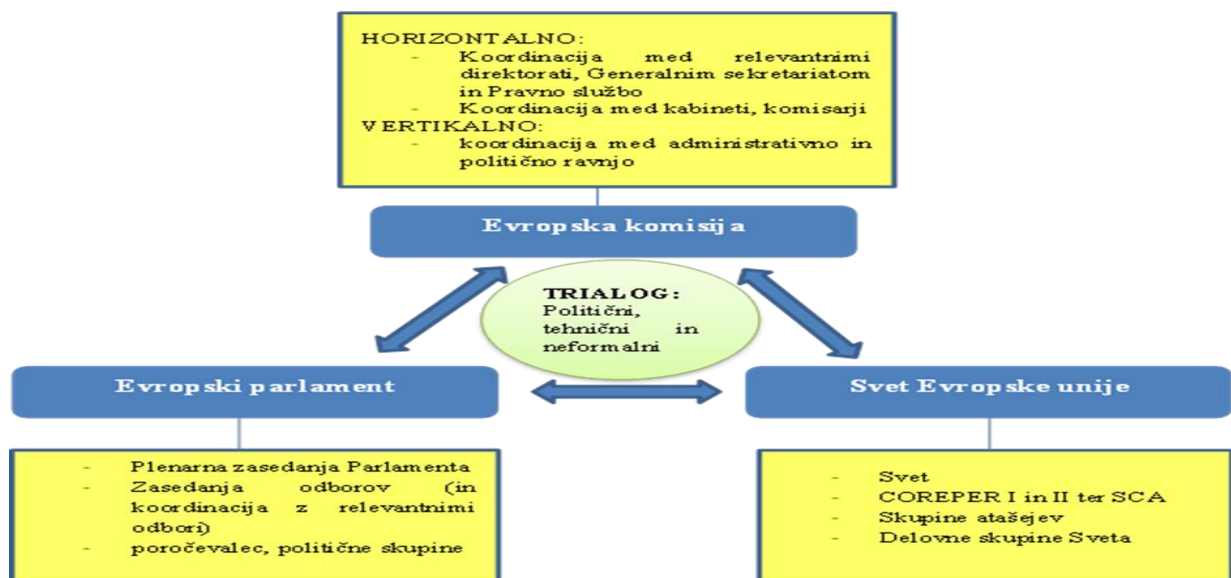 HORIZONTALNO:
- Koordinacija med relevantnimi
direktorati, Generalnim sekretariatom
in Pravno službo
- Koordinacija med kabineti, komisarji
VERTIKALNO:
- koordinacija med administrativno in
politično ravnjo
Evropska komisija
TRIALOG:
Politični,
tehnični in
neformalni
Evropski parlament
Svet Evropske unije
- Plenarna zasedanja Parlamenta
- Zasedanja odborov (in
koordinacija z relevantnimi
odbori)
- poročevalec, politične skupine
- Svet
- COREPER I in II ter SCA
- Skupine atašejev
- Delovne skupine Sveta